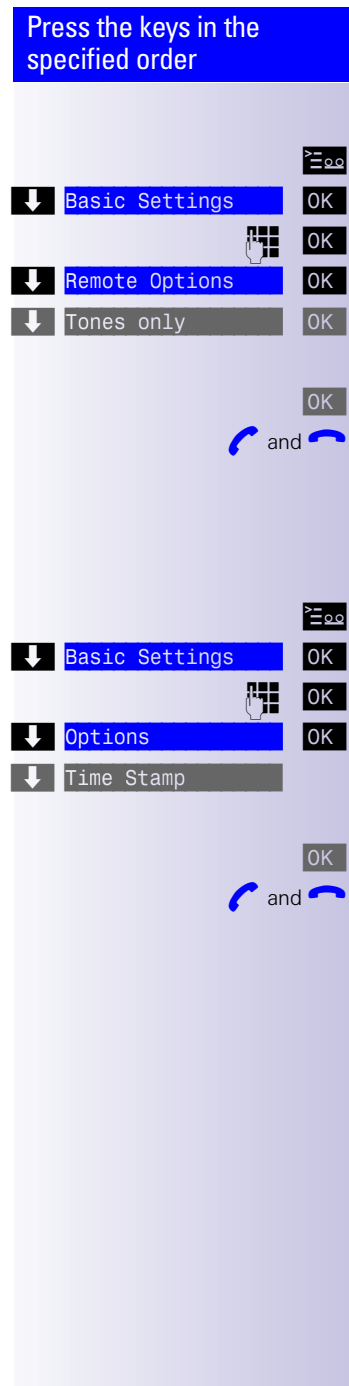 Press the keys in the
specified order
Basic Settings OK
OK
Remote Options OK
Tones only OK
OK
and
Basic Settings OK
OK
Options OK
Time Stamp
OK
and